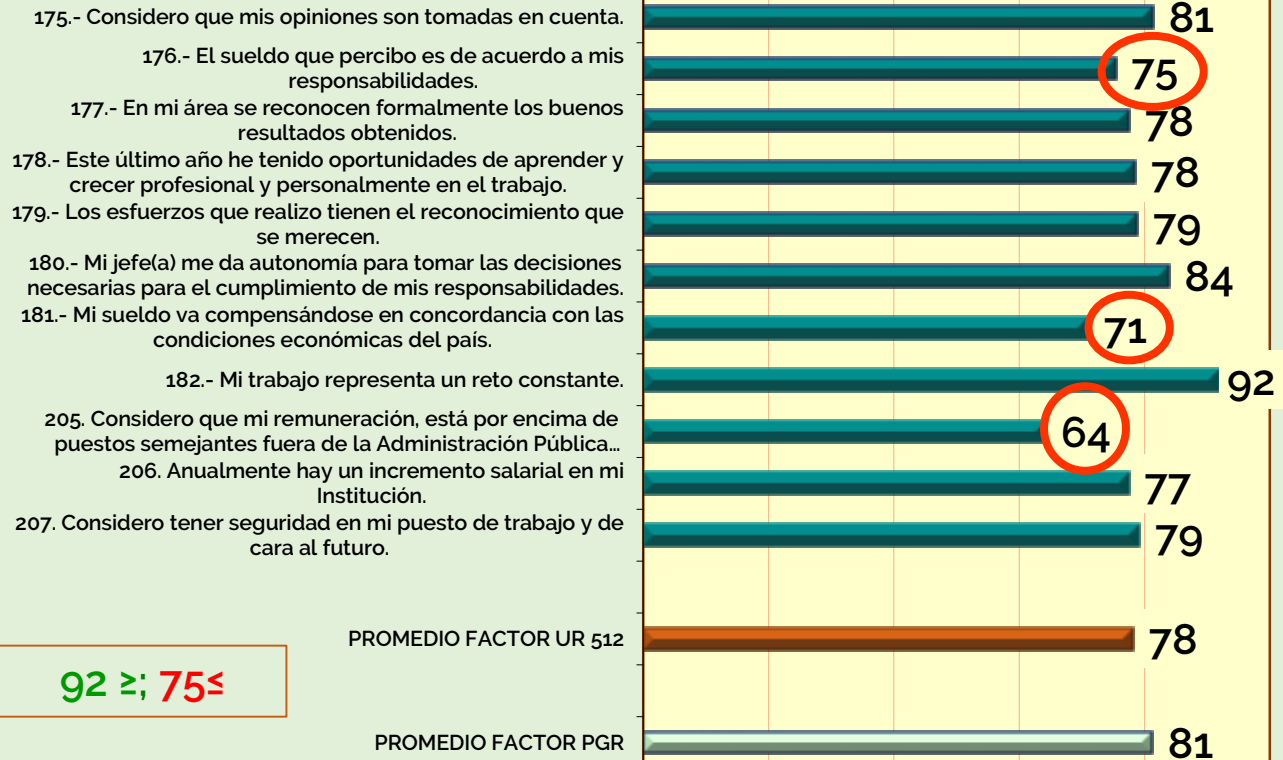 175.- Considero que mis opiniones son tomadas en cuenta.
81
176.- El sueldo que percibo es de acuerdo a mis
responsabilidades.
75
177.- En mi área se reconocen formalmente los buenos
resultados obtenidos.
78
178.- Este último año he tenido oportunidades de aprender y
crecer profesional y personalmente en el trabajo.
78
179.- Los esfuerzos que realizo tienen el reconocimiento que
se merecen.
79
180.- Mi jefe(a) me da autonomía para tomar las decisiones
necesarias para el cumplimiento de mis responsabilidades.
84
181.- Mi sueldo va compensándose en concordancia con las
condiciones económicas del país.
71
182.- Mi trabajo representa un reto constante.
92
205. Considero que mi remuneración, está por encima de
puestos semejantes fuera de la Administración Pública…
64
206. Anualmente hay un incremento salarial en mi
Institución.
77
207. Considero tener seguridad en mi puesto de trabajo y de
cara al futuro.
79
PROMEDIO FACTOR UR 512
78
92 ≥; 75≤
PROMEDIO FACTOR PGR
81